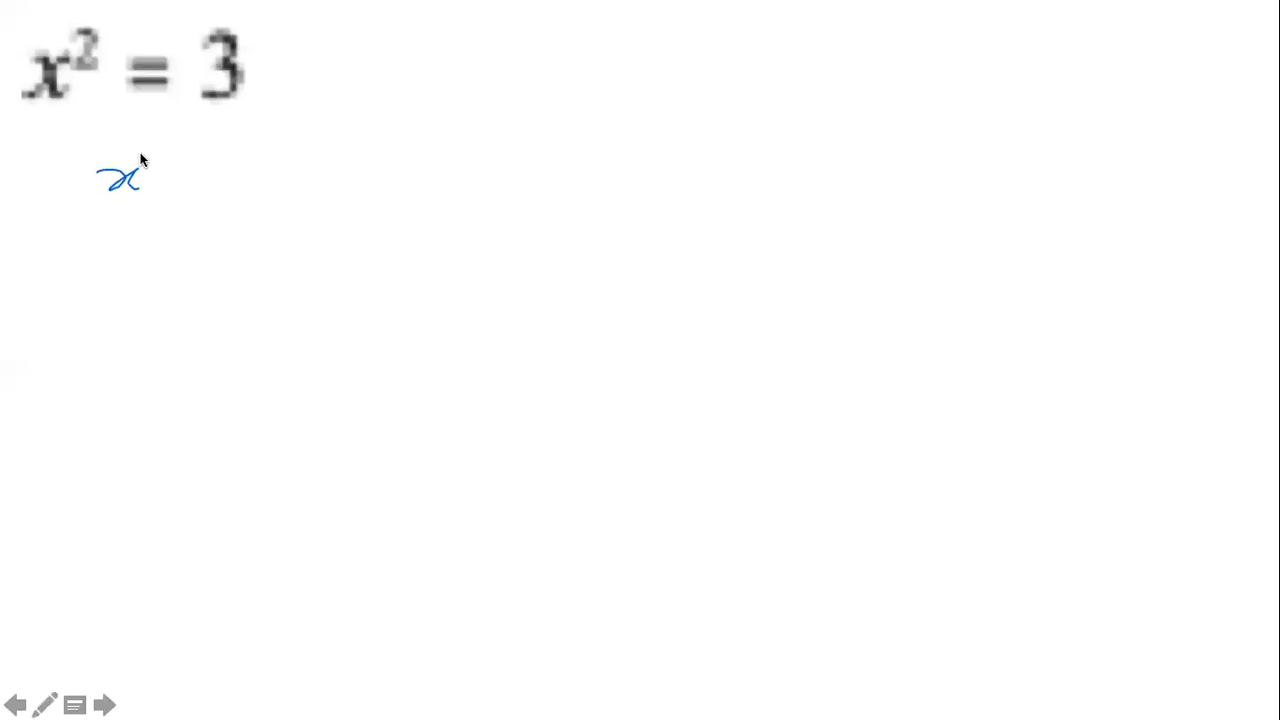 x² = 3
x